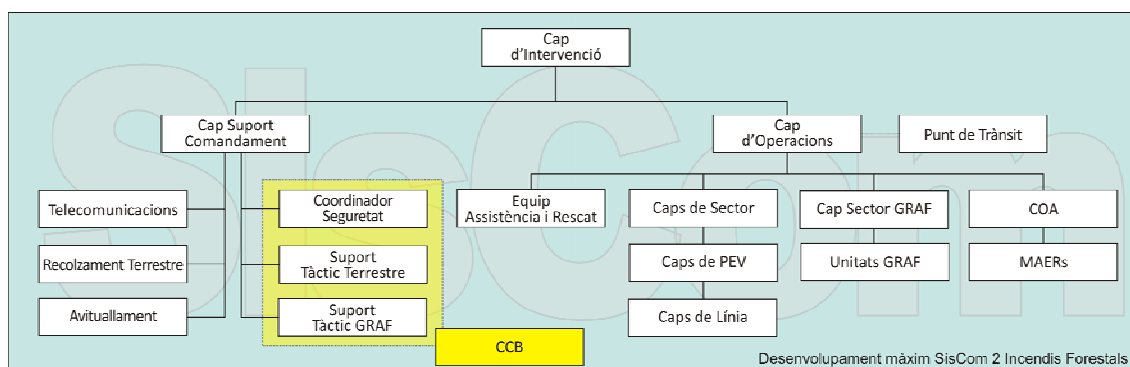 Cap
d'Intervenció
Cap Suport
Comandament
Cap
d'Operacions
Punt de Trànsit
Telecomunicacions
Coordinador
Seguretat
Equip
Assistència i Rescat
Caps de Sector
Cap Sector GRAF
COA
Recolzament Terrestre
Suport
Tàctic Terrestre
Caps de PEV
Unitats GRAF
MAERs
Avituallament
Suport
Tàctic GRAF
Caps de Línia
CCB
Desenvolupament màxim SisCom 2 Incendis Forestals
SisCom